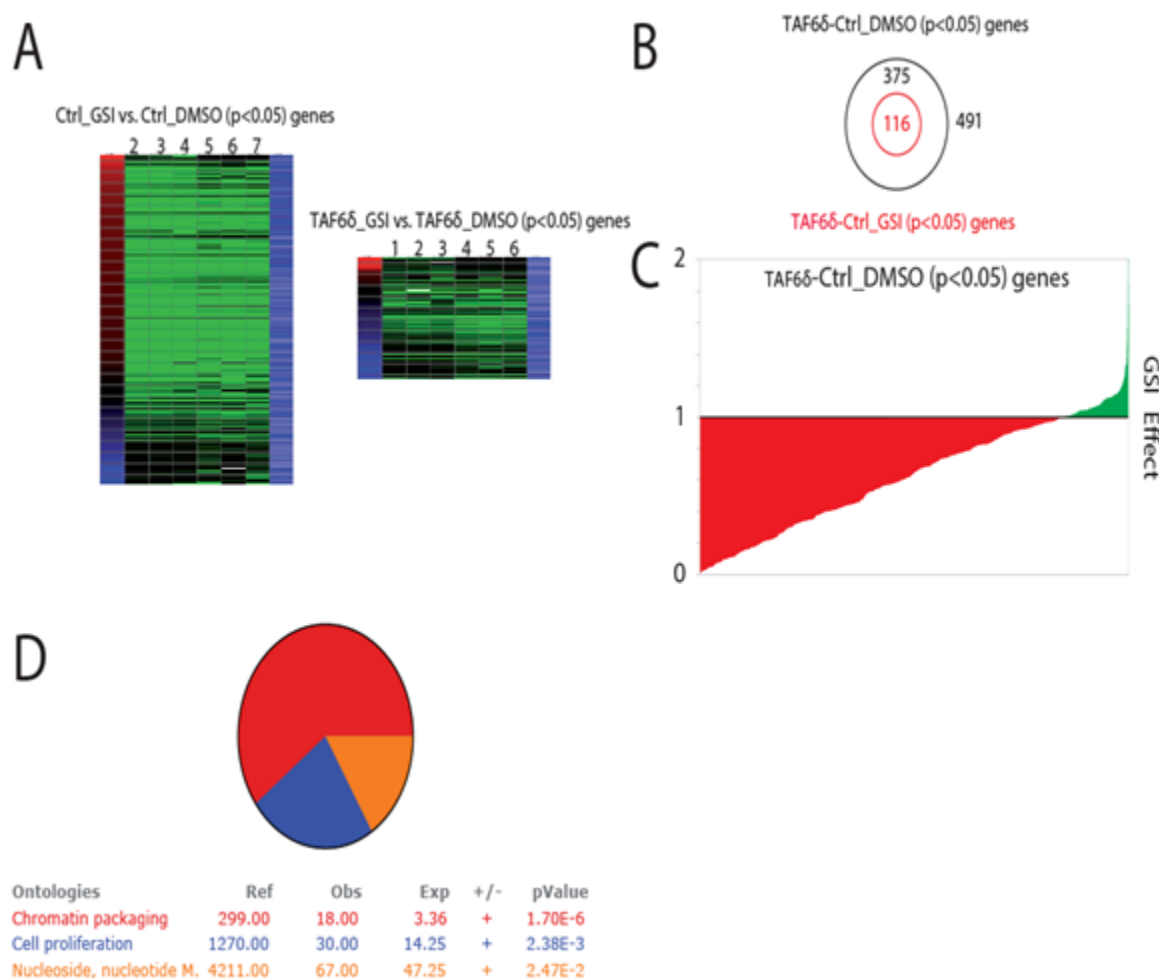 A
Ctrl_GSI vs. Ctrl_DMSO (p<0.05) genes
2 3 4 5 6 7
TAF6δ_GSI vs. TAF6δ_DMSO (p<0.05) genes
1 2 3 4 5 6
B
TAF6δ-Ctrl_DMSO (p<0.05) genes
375
116
491
TAF6δ-Ctrl_GSI (p<0.05) genes
C
TAF6δ-Ctrl_DMSO (p<0.05) genes
2
1
0
GSI Effect
D
Ontologies Ref Obs Exp +/- pValue
Chromatin packaging 299.00 18.00 3.36 + 1.70E-6
Cell proliferation 1270.00 30.00 14.25 + 2.38E-3
Nucleoside, nucleotide M. 4211.00 67.00 47.25 + 2.47E-2